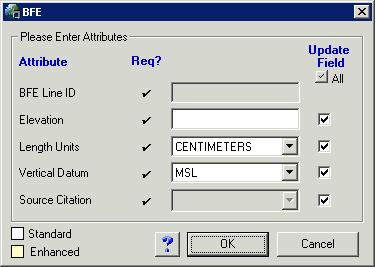 BFE
Please Enter Attributes
Attribute Req? Update Field
All
BFE Line ID
Elevation
Length Units CENTIMETERS
Vertical Datum MSL
Source Citation
Standard
Enhanced
? OK Cancel